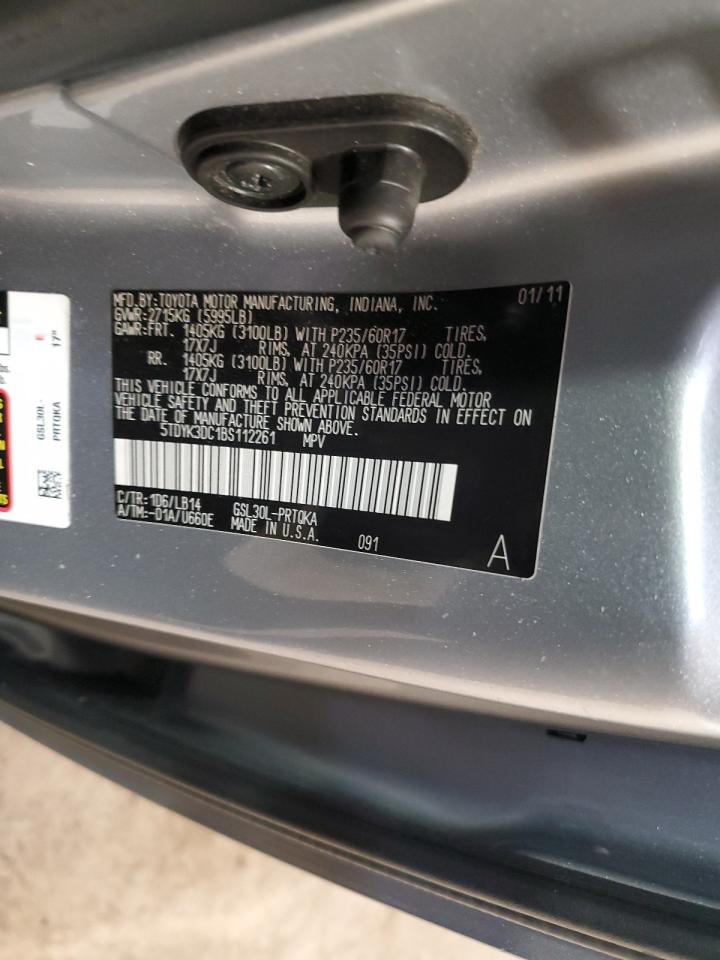 MFD.BY:TOYOTA MOTOR MANUFACTURING, INDIANA, INC. 01/11
GVWR:2715KG (5995LB)
GAWR:FRT. 1405KG (3100LB) WITH P235/60R17 TIRES,
17X7J RIMS, AT 240KPA (35PSI) COLD.
RR. 1405KG (3100LB) WITH P235/60R17 TIRES,
17X7J RIMS, AT 240KPA (35PSI) COLD.
THIS VEHICLE CONFORMS TO ALL APPLICABLE FEDERAL MOTOR
VEHICLE SAFETY AND THEFT PREVENTION STANDARDS IN EFFECT ON
THE DATE OF MANUFACTURE SHOWN ABOVE.
5TDYK3DC1BS112261 MPV
C/TR:1D6/LB14 GSL30L-PRTQKA
A/TM:-01A/U660E MADE IN U.S.A. 091
A
17"
GSL30L-
PRTQKA